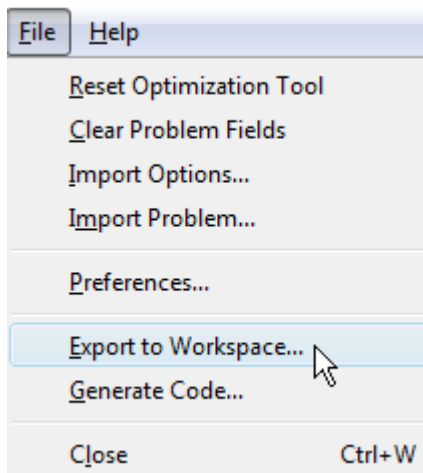 File Help
Reset Optimization Tool
Clear Problem Fields
Import Options...
Import Problem...
Preferences...
Export to Workspace...
Generate Code...
Close Ctrl+W